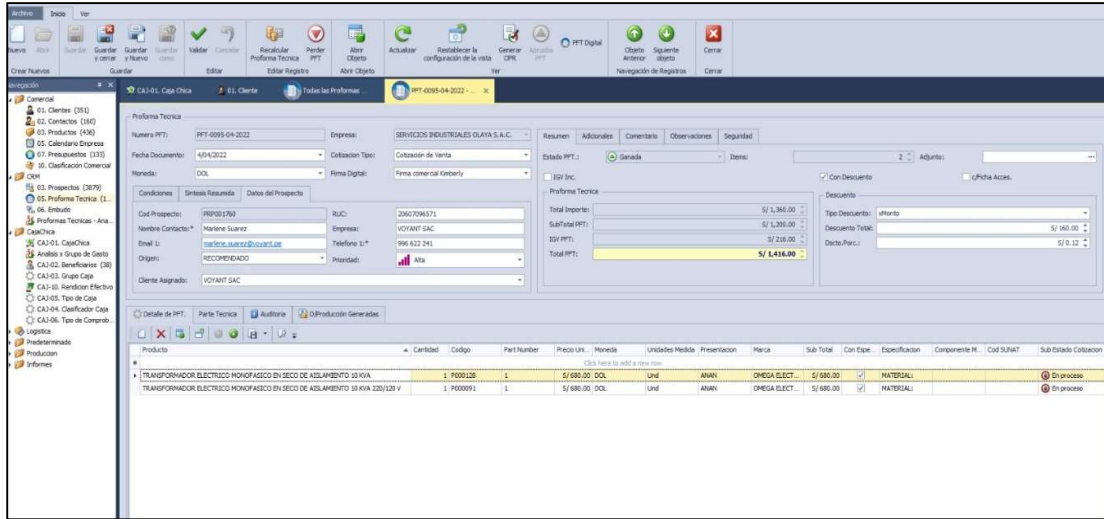 Archivo Inicio Ver
Nuevo Abrir Guardar Guardar y cerrar Guardar y Nuevo Guardar como Validar Cancelar Recalcular Proforma Tecnica Perder PFT Abrir Objeto Actualizar Restablecer la configuración de la vista Generar OPR Aprueba PFT PFT Digital Objeto Anterior Siguiente objeto Cerrar
Crear Nuevos Guardar Editar Editar Registro Abrir Objeto Ver Navegación de Registros Cerrar
Navegación
Comercial
01. Clientes (351)
02. Contactos (160)
03. Productos (436)
05. Calendario Empresa
07. Presupuestos (133)
10. Clasificación Comercial
CRM
03. Prospectos (3879)
05. Proforma Tecnica (1...
06. Embudo
Proformas Tecnicas - Ana...
CajaChica
CAJ-01. CajaChica
Analisis x Grupo de Gasto
CAJ-02. Beneficiarios (38)
CAJ-03. Grupo Caja
CAJ-10. Rendicion Efectivo
CAJ-05. Tipo de Caja
CAJ-04. Clasificador Caja
CAJ-06. Tipo de Comprob...
Logistica
Predeterminado
Produccion
Informes
CAJ-01. Caja Chica 01. Cliente Todas las Proformas ... PFT-0095-04-2022 - ...
Proforma Tecnica
Numero PFT: PFT-0095-04-2022 Empresa: SERVICIOS INDUSTRIALES OLAYA S.A.C.
Fecha Documento: 4/04/2022 Cotizacion Tipo: Cotización de Venta
Moneda: DOL Firma Digital: Firma comercial Kimberly
Condiciones Sintesis Resumida Datos del Prospecto
Cod Prospecto: PRP001760 RUC: 20607096571
Nombre Contacto:* Marlene Suarez Empresa: VOYANT SAC
Email 1: marlene.suarez@voyant.pe Telefono 1:* 996 622 241
Origen: RECOMENDADO Prioridad: Alta
Cliente Asignado: VOYANT SAC
Resumen Adicionales Comentario Observaciones Seguridad
Estado PFT.: Ganada Items: 2 Adjunto:
IGV Inc. Con Descuento c/Ficha Acces.
Proforma Tecnica
Total Importe: S/ 1,360.00
SubTotal PFT: S/ 1,200.00
IGV PFT: S/ 216.00
Total PFT: S/ 1,416.00
Descuento
Tipo Descuento: xMonto
Descuento Total: S/ 160.00
Dscto.Porc.: S/ 0.12
Detalle de PFT. Parte Tecnica Auditoria O/Producción Generadas
Producto Cantidad Codigo Part Number Precio Uni... Moneda Unidades Medida Presentacion Marca Sub Total Con Espe... Especificacion Componente M... Cod SUNAT Sub Estado Cotizacion
Click here to add a new row
TRANSFORMADOR ELECTRICO MONOFASICO EN SECO DE AISLAMIENTO 10 KVA 1 P000128 1 S/ 680.00 DOL Und ANAN OMEGA ELECT... S/ 680.00 MATERIAL: En proceso
TRANSFORMADOR ELECTRICO MONOFASICO EN SECO DE AISLAMIENTO 10 KVA 220/120 V 1 P000091 1 S/ 680.00 DOL Und ANAN OMEGA ELECT... S/ 680.00 MATERIAL: En proceso